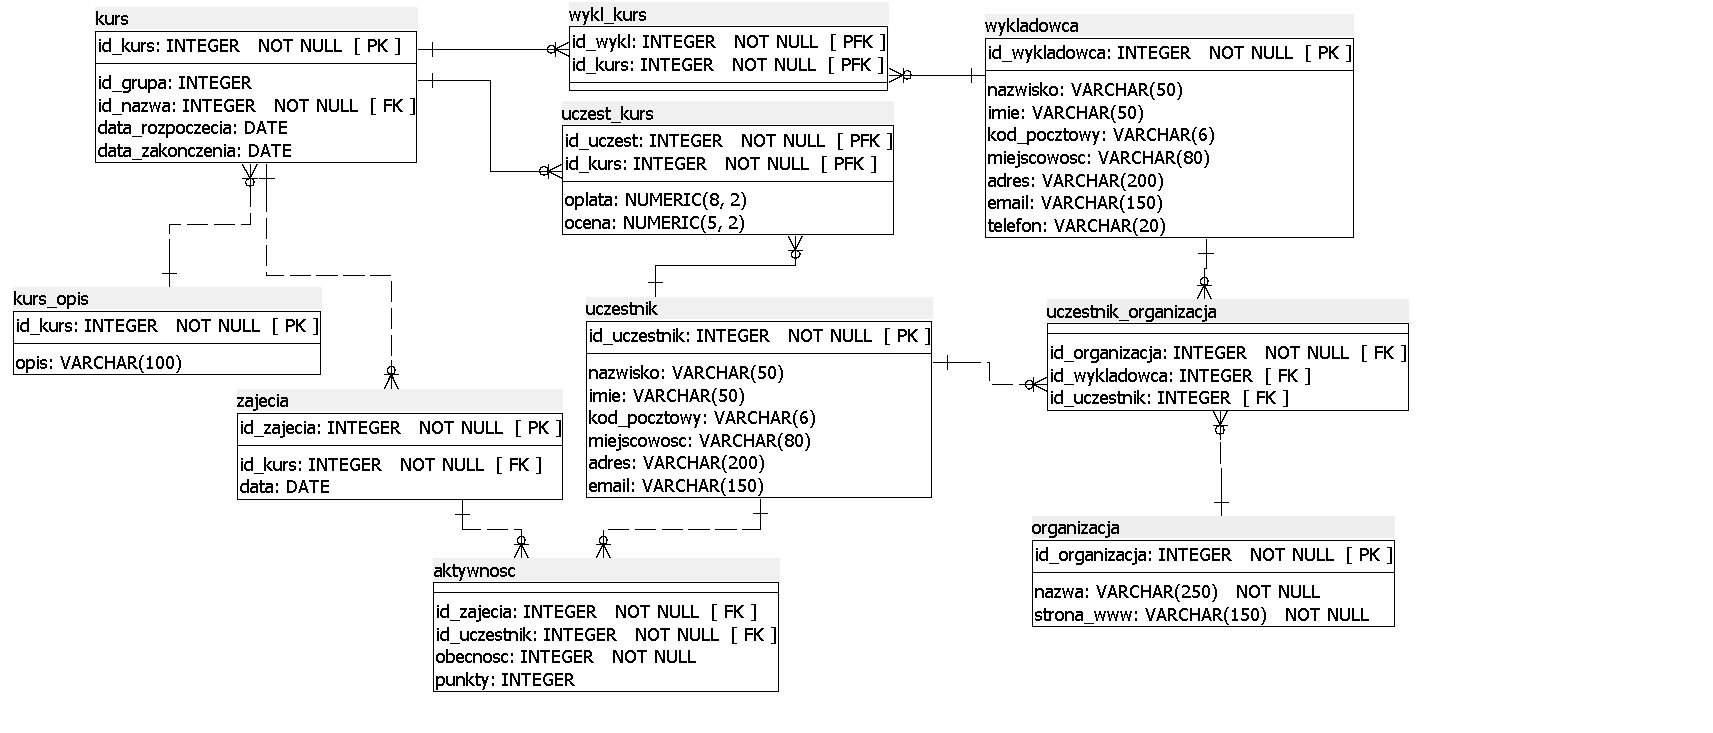 kurs
id_kurs: INTEGER NOT NULL [ PK ]
id_grupa: INTEGER
id_nazwa: INTEGER NOT NULL [ FK ]
data_rozpoczecia: DATE
data_zakonczenia: DATE
wykl_kurs
id_wykl: INTEGER NOT NULL [ PFK ]
id_kurs: INTEGER NOT NULL [ PFK ]
wykladowca
id_wykladowca: INTEGER NOT NULL [ PK ]
nazwisko: VARCHAR(50)
imie: VARCHAR(50)
kod_pocztowy: VARCHAR(6)
miejscowosc: VARCHAR(80)
adres: VARCHAR(200)
email: VARCHAR(150)
telefon: VARCHAR(20)
uczest_kurs
id_uczest: INTEGER NOT NULL [ PFK ]
id_kurs: INTEGER NOT NULL [ PFK ]
oplata: NUMERIC(8, 2)
ocena: NUMERIC(5, 2)
kurs_opis
id_kurs: INTEGER NOT NULL [ PK ]
opis: VARCHAR(100)
uczestnik
id_uczestnik: INTEGER NOT NULL [ PK ]
nazwisko: VARCHAR(50)
imie: VARCHAR(50)
kod_pocztowy: VARCHAR(6)
miejscowosc: VARCHAR(80)
adres: VARCHAR(200)
email: VARCHAR(150)
uczestnik_organizacja
id_organizacja: INTEGER NOT NULL [ FK ]
id_wykladowca: INTEGER [ FK ]
id_uczestnik: INTEGER [ FK ]
zajecia
id_zajecia: INTEGER NOT NULL [ PK ]
id_kurs: INTEGER NOT NULL [ FK ]
data: DATE
organizacja
id_organizacja: INTEGER NOT NULL [ PK ]
nazwa: VARCHAR(250) NOT NULL
strona_www: VARCHAR(150) NOT NULL
aktywnosc
id_zajecia: INTEGER NOT NULL [ FK ]
id_uczestnik: INTEGER NOT NULL [ FK ]
obecnosc: INTEGER NOT NULL
punkty: INTEGER